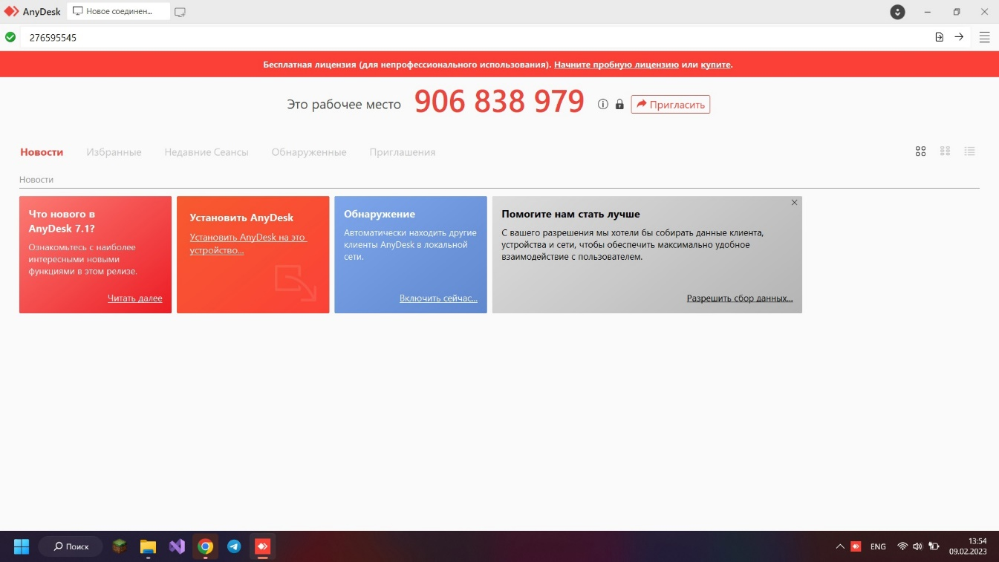 AnyDesk
Новое соединен...
276595545
Бесплатная лицензия (для непрофессионального использования). Начните пробную лицензию или купите.
Это рабочее место 906 838 979 Пригласить
Новости Избранные Недавние Сеансы Обнаруженные Приглашения
Новости
Что нового в
AnyDesk 7.1?
Ознакомьтесь с наиболее
интересными новыми
функциями в этом релизе.
Читать далее
Установить AnyDesk
Установить AnyDesk на это
устройство...
Обнаружение
Автоматически находить другие
клиенты AnyDesk в локальной
сети.
Включить сейчас...
Помогите нам стать лучше
С вашего разрешения мы хотели бы собирать данные клиента,
устройства и сети, чтобы обеспечить максимально удобное
взаимодействие с пользователем.
Разрешить сбор данных...
Поиск
ENG
13:54
09.02.2023